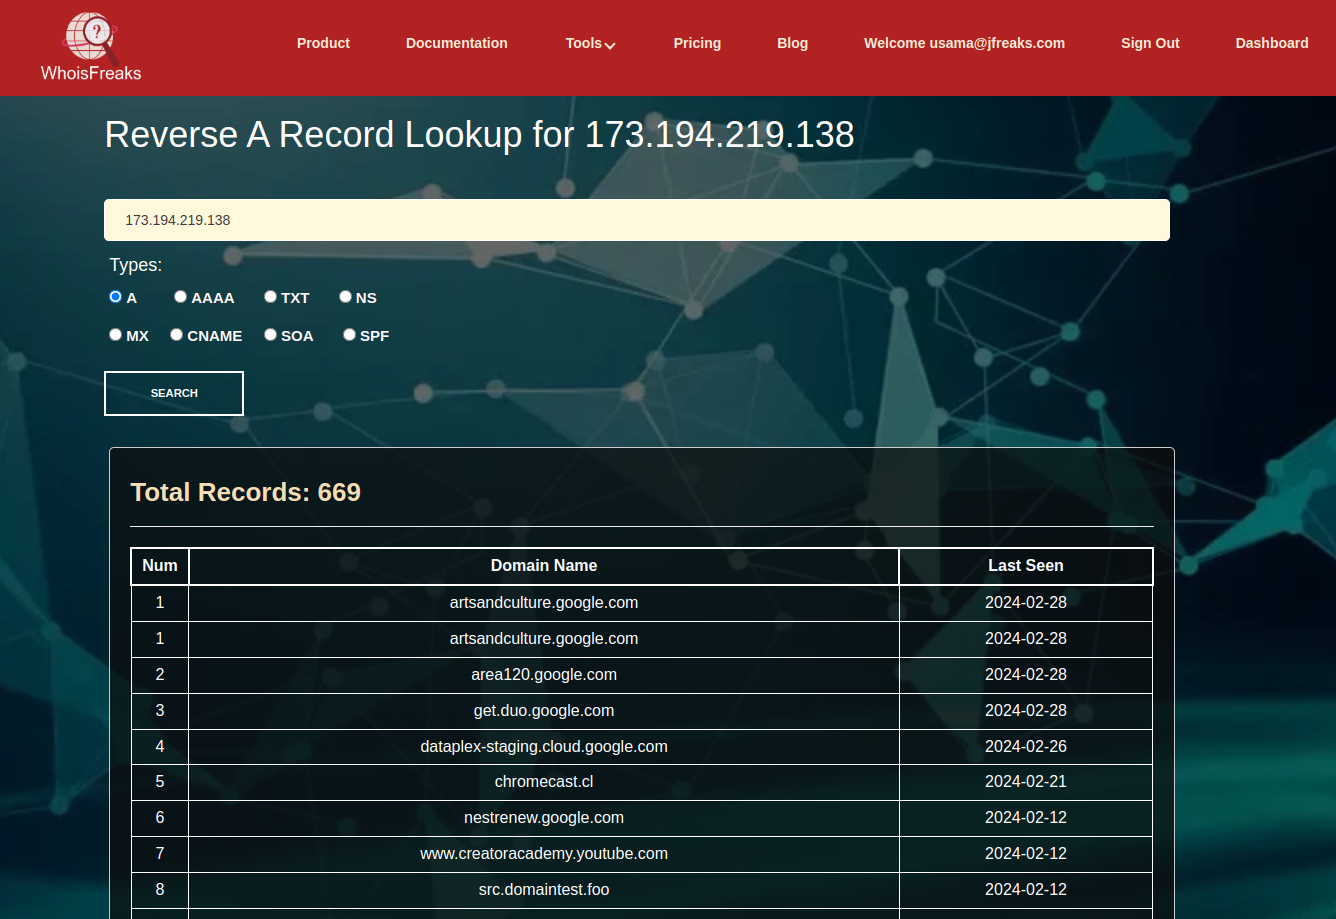 ?
WhoisFreaks
Product Documentation Tools Pricing Blog Welcome usama@jfreaks.com Sign Out Dashboard
Reverse A Record Lookup for 173.194.219.138
173.194.219.138
Types:
A AAAA TXT NS
MX CNAME SOA SPF
SEARCH
Total Records: 669
Num Domain Name Last Seen
1 artsandculture.google.com 2024-02-28
1 artsandculture.google.com 2024-02-28
2 area120.google.com 2024-02-28
3 get.duo.google.com 2024-02-28
4 dataplex-staging.cloud.google.com 2024-02-26
5 chromecast.cl 2024-02-21
6 nestrenew.google.com 2024-02-12
7 www.creatoracademy.youtube.com 2024-02-12
8 src.domaintest.foo 2024-02-12